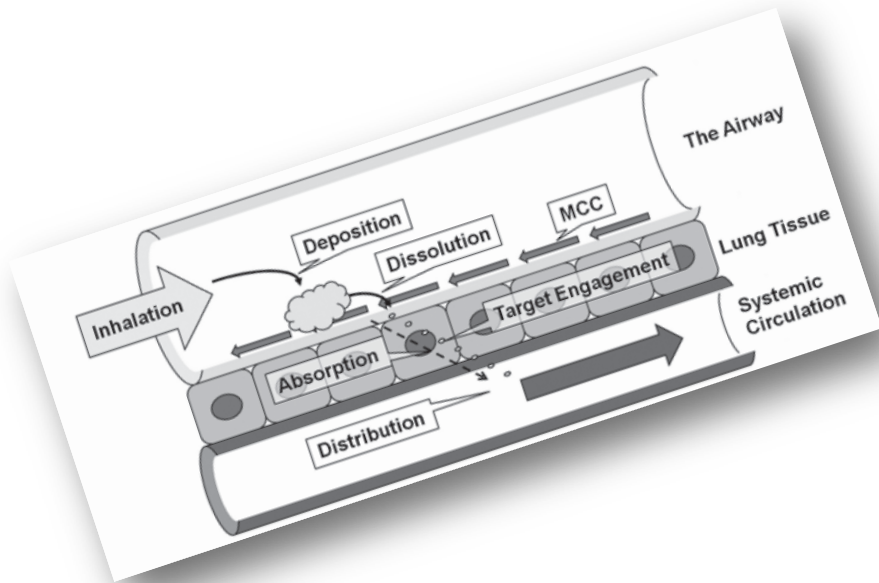 The Airway
MCC
Deposition
Dissolution
Lung Tissue
Inhalation
Target Engagement
Systemic
Circulation
Absorption
Distribution